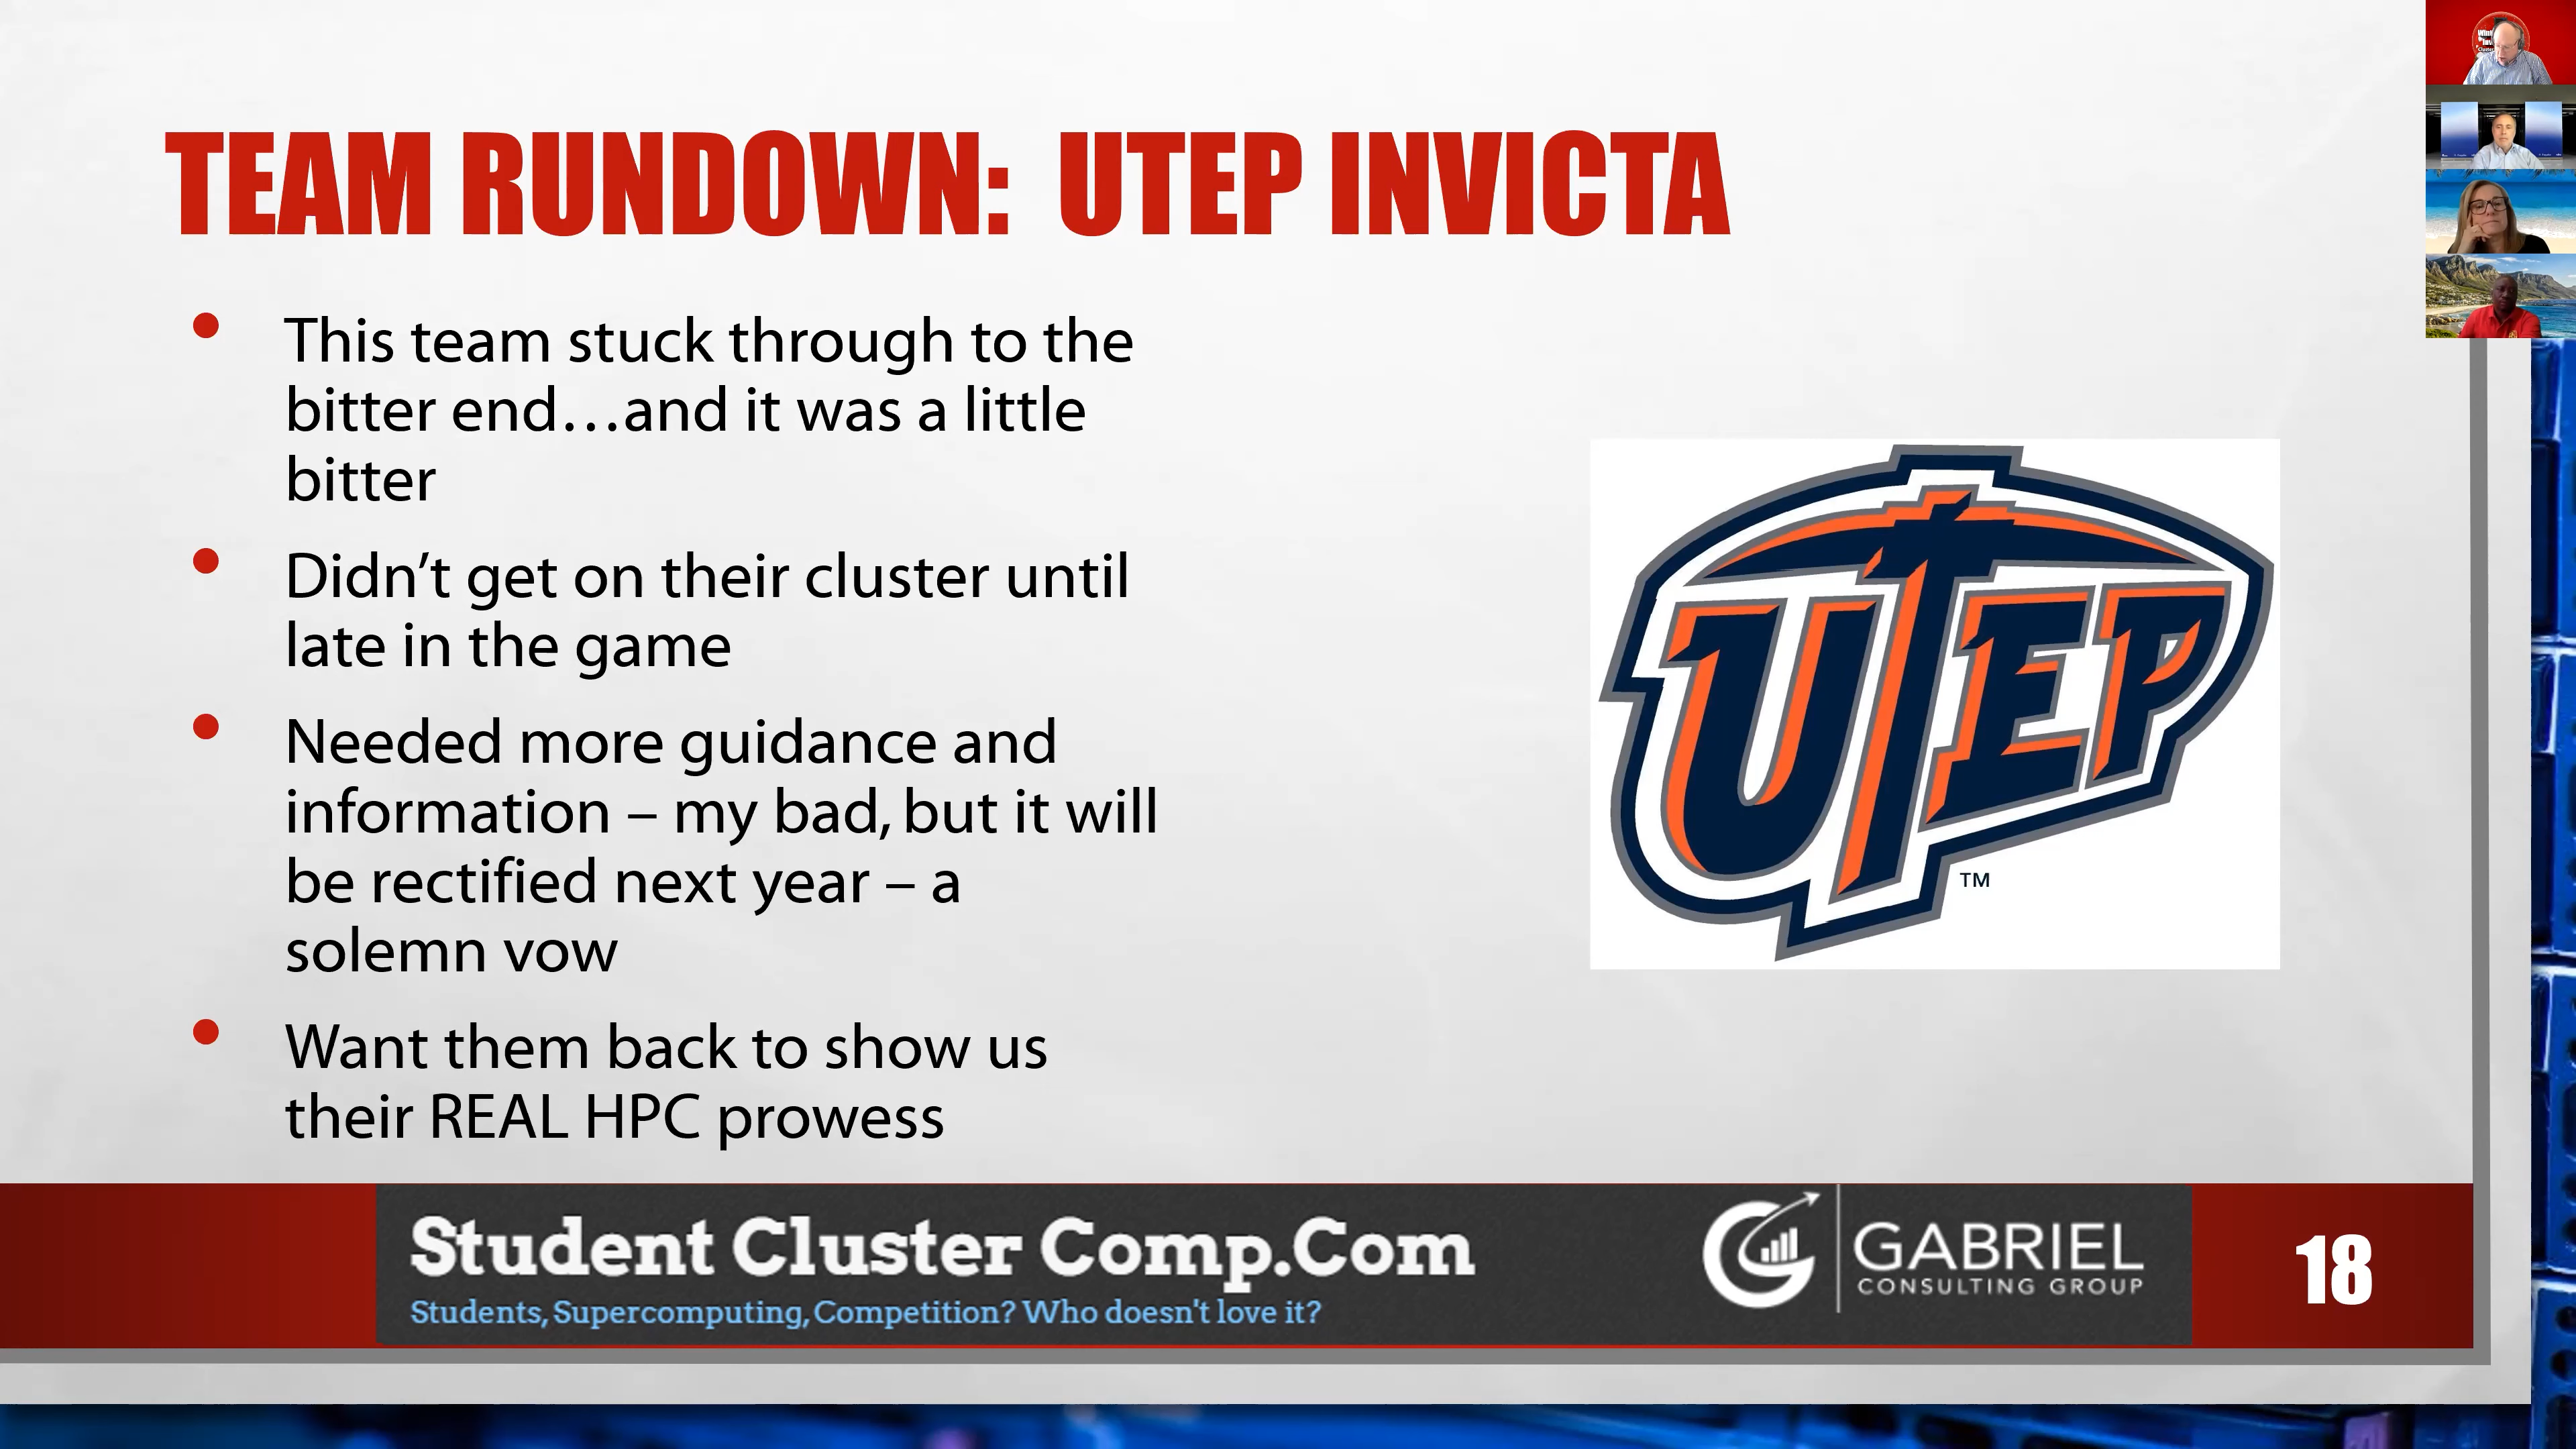 TEAM RUNDOWN: UTEP INVICTA
• This team stuck through to the
bitter end…and it was a little
bitter
• Didn’t get on their cluster until
late in the game
• Needed more guidance and
information – my bad, but it will
be rectified next year – a
solemn vow
• Want them back to show us
their REAL HPC prowess
UTEP
TM
Student Cluster Comp.Com
Students, Supercomputing, Competition? Who doesn't love it?
GABRIEL
CONSULTING GROUP
18